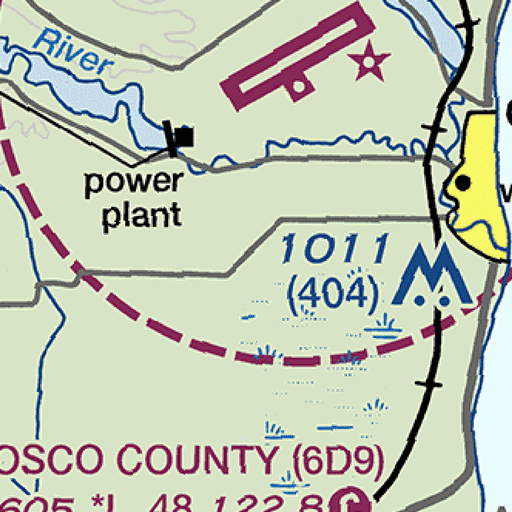 River
power
plant
1011
(404)
OSCO COUNTY (6D9)
605 *L 48 122.8 C